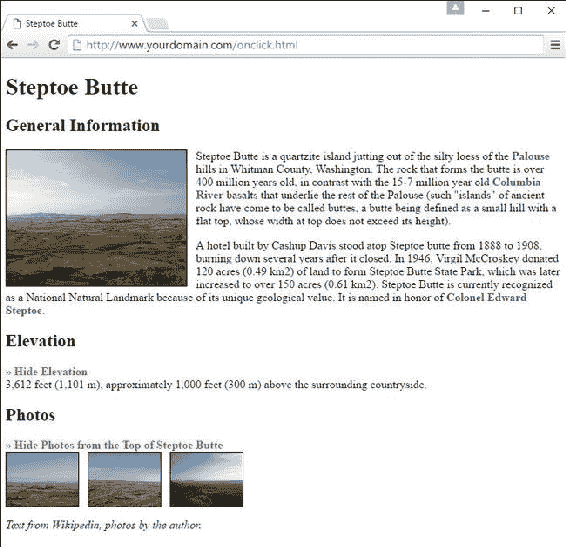 Steptoe Butte
http://www.yourdomain.com/onclick.html
Steptoe Butte
General Information
Steptoe Butte is a quartzite island jutting out of the silty loess of the Palouse
hills in Whitman County, Washington. The rock that forms the butte is over
400 million years old, in contrast with the 15-7 million year old Columbia
River basalts that underlie the rest of the Palouse (such "islands" of ancient
rock have come to be called buttes, a butte being defined as a small hill with a
flat top, whose width at top does not exceed its height).
A hotel built by Cashup Davis stood atop Steptoe butte from 1888 to 1908,
burning down several years after it closed. In 1946, Virgil McCroskey donated
120 acres (0.49 km2) of land to form Steptoe Butte State Park, which was later
increased to over 150 acres (0.61 km2). Steptoe Butte is currently recognized
as a National Natural Landmark because of its unique geological value. It is named in honor of Colonel Edward
Steptoe.
Elevation
» Hide Elevation
3,612 feet (1,101 m), approximately 1,000 feet (300 m) above the surrounding countryside.
Photos
» Hide Photos from the Top of Steptoe Butte
Text from Wikipedia, photos by the author.